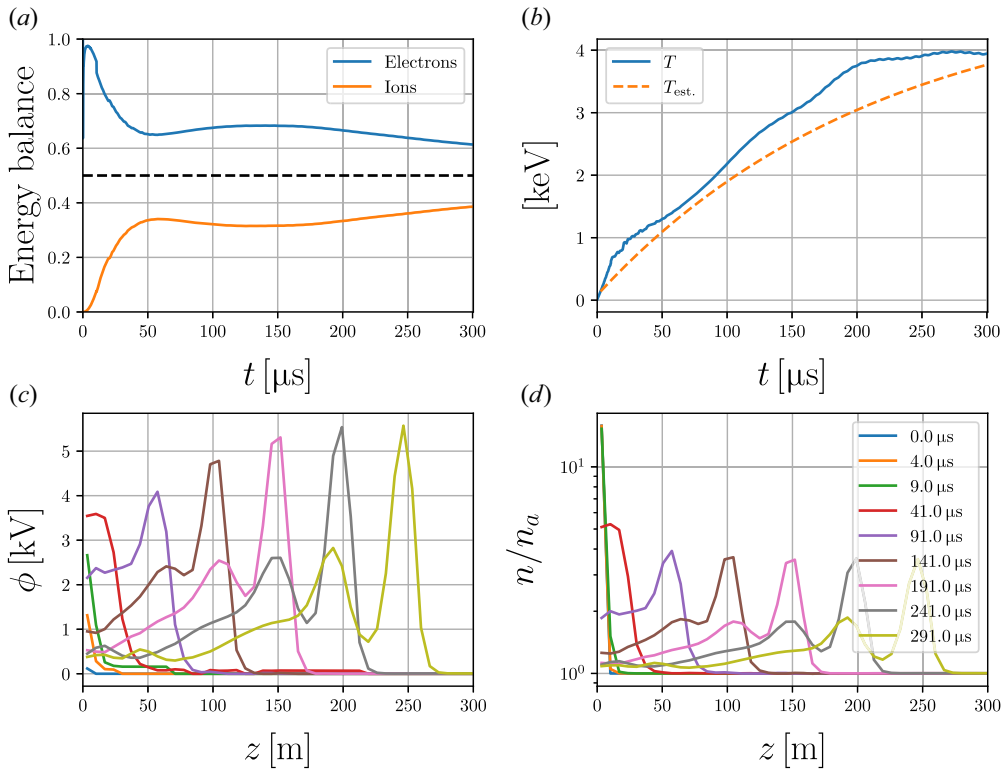 (a)
Energy balance
1.0
0.8
0.6
0.4
0.2
0.0
Electrons
Ions
0 50 100 150 200 250 300
t [μs]
(b)
[keV]
4
3
2
1
0
T
T_est.
0 50 100 150 200 250 300
t [μs]
(c)
ϕ [kV]
5
4
3
2
1
0
0 50 100 150 200 250 300
z [m]
(d)
n/n_a
10^1
10^0
0.0 μs
4.0 μs
9.0 μs
41.0 μs
91.0 μs
141.0 μs
191.0 μs
241.0 μs
291.0 μs
0 50 100 150 200 250 300
z [m]